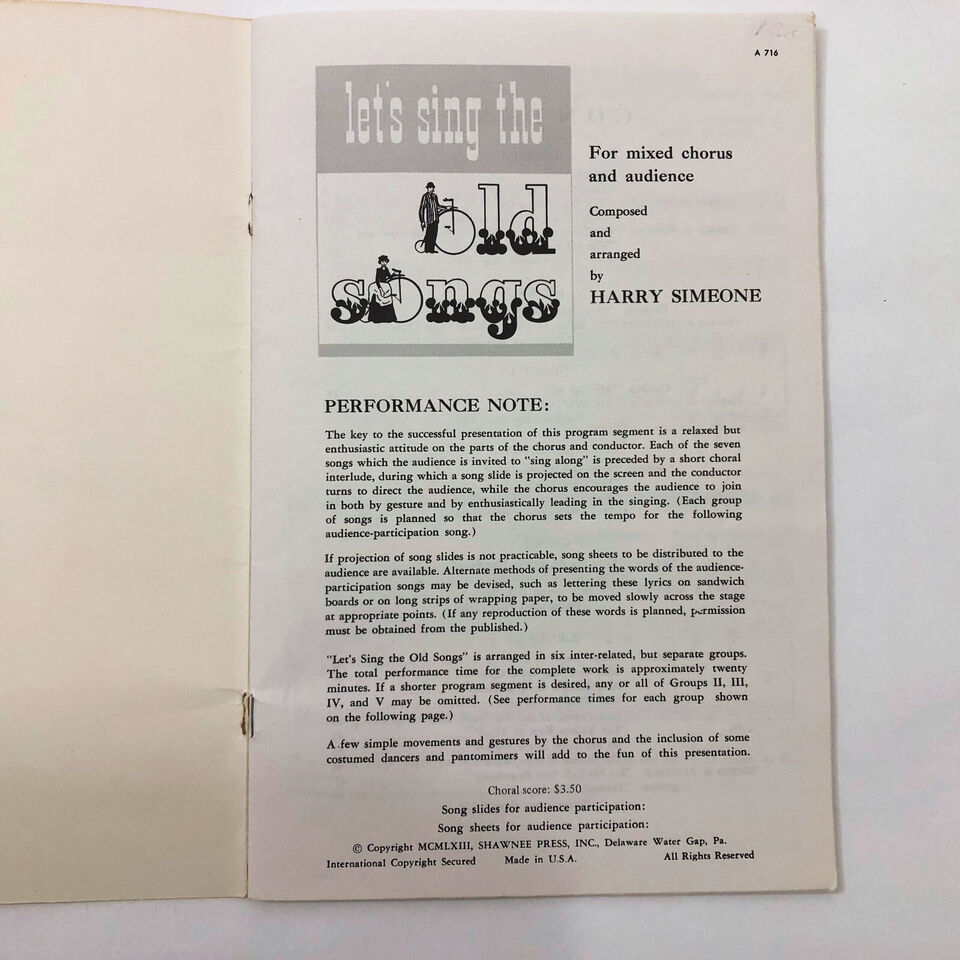 A 716
let's sing the
old
songs
For mixed chorus
and audience
Composed
and
arranged
by
HARRY SIMEONE
PERFORMANCE NOTE:
The key to the successful presentation of this program segment is a relaxed but
enthusiastic attitude on the parts of the chorus and conductor. Each of the seven
songs which the audience is invited to "sing along" is preceded by a short choral
interlude, during which a song slide is projected on the screen and the conductor
turns to direct the audience, while the chorus encourages the audience to join
in both by gesture and by enthusiastically leading in the singing. (Each group
of songs is planned so that the chorus sets the tempo for the following
audience-participation song.)
If projection of song slides is not practicable, song sheets to be distributed to the
audience are available. Alternate methods of presenting the words of the audience-
participation songs may be devised, such as lettering these lyrics on sandwich
boards or on long strips of wrapping paper, to be moved slowly across the stage
at appropriate points. (If any reproduction of these words is planned, permission
must be obtained from the published.)
"Let's Sing the Old Songs" is arranged in six inter-related, but separate groups.
The total performance time for the complete work is approximately twenty
minutes. If a shorter program segment is desired, any or all of Groups II, III,
IV, and V may be omitted. (See performance times for each group shown
on the following page.)
A few simple movements and gestures by the chorus and the inclusion of some
costumed dancers and pantomimers will add to the fun of this presentation.
Choral score: $3.50
Song slides for audience participation:
Song sheets for audience participation:
© Copyright MCMLXIII, SHAWNEE PRESS, INC., Delaware Water Gap, Pa.
International Copyright Secured Made in U.S.A. All Rights Reserved